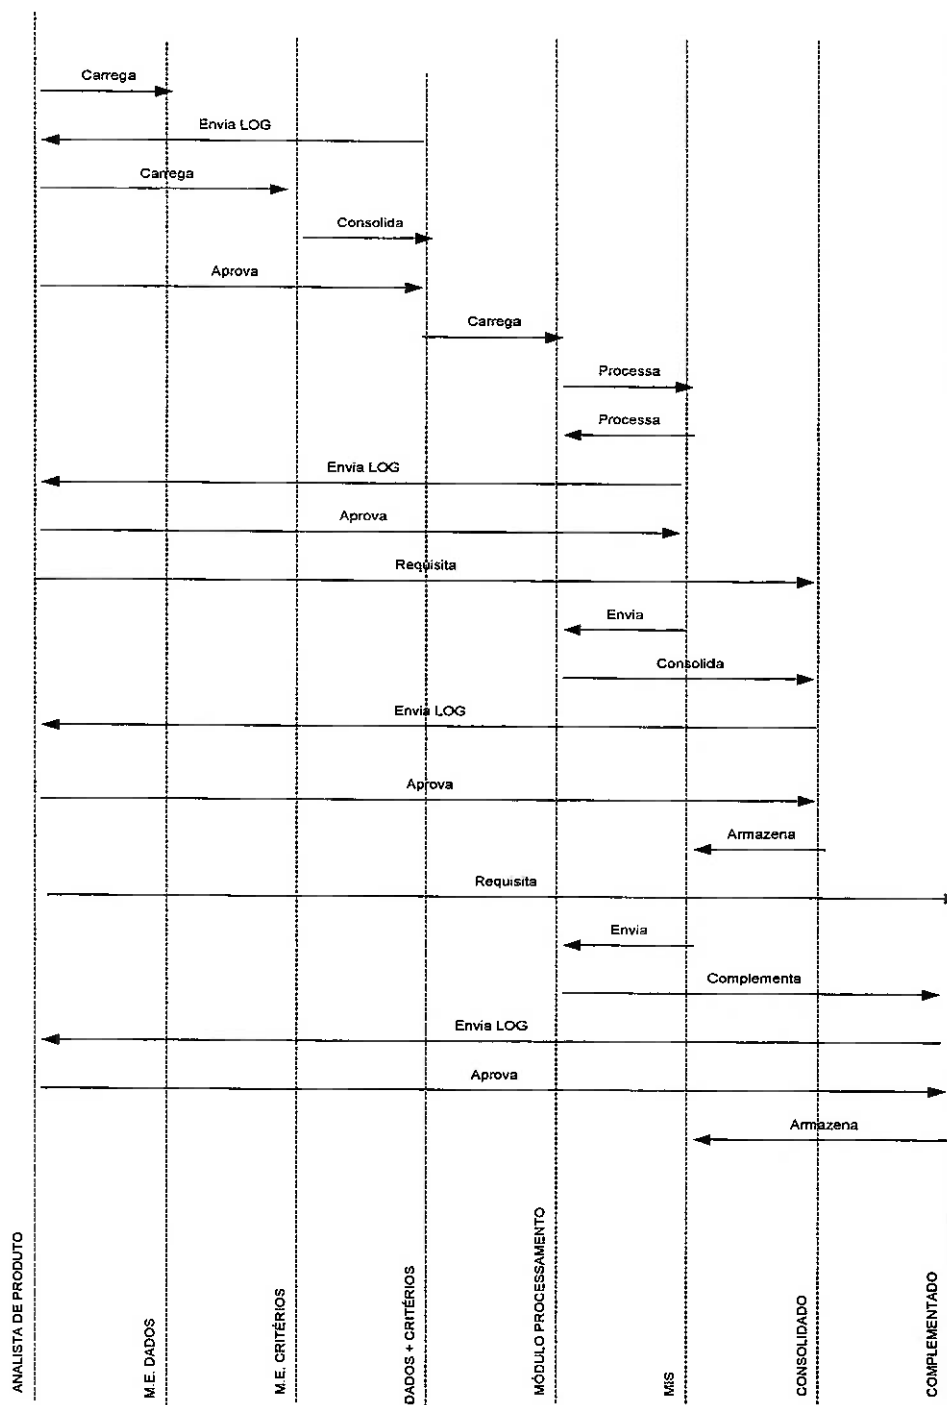 Carrega
Envia LOG
Carrega
Consolida
Aprova
Carrega
Processa
Processa
Envia LOG
Aprova
Requisita
Envia
Consolida
Envia LOG
Aprova
Armazena
Requisita
Envia
Complementa
Envia LOG
Aprova
Armazena
ANALISTA DE PRODUTO
M.E. DADOS
M.E. CRITÉRIOS
DADOS + CRITÉRIOS
MÓDULO PROCESSAMENTO
MIS
CONSOLIDADO
COMPLEMENTADO